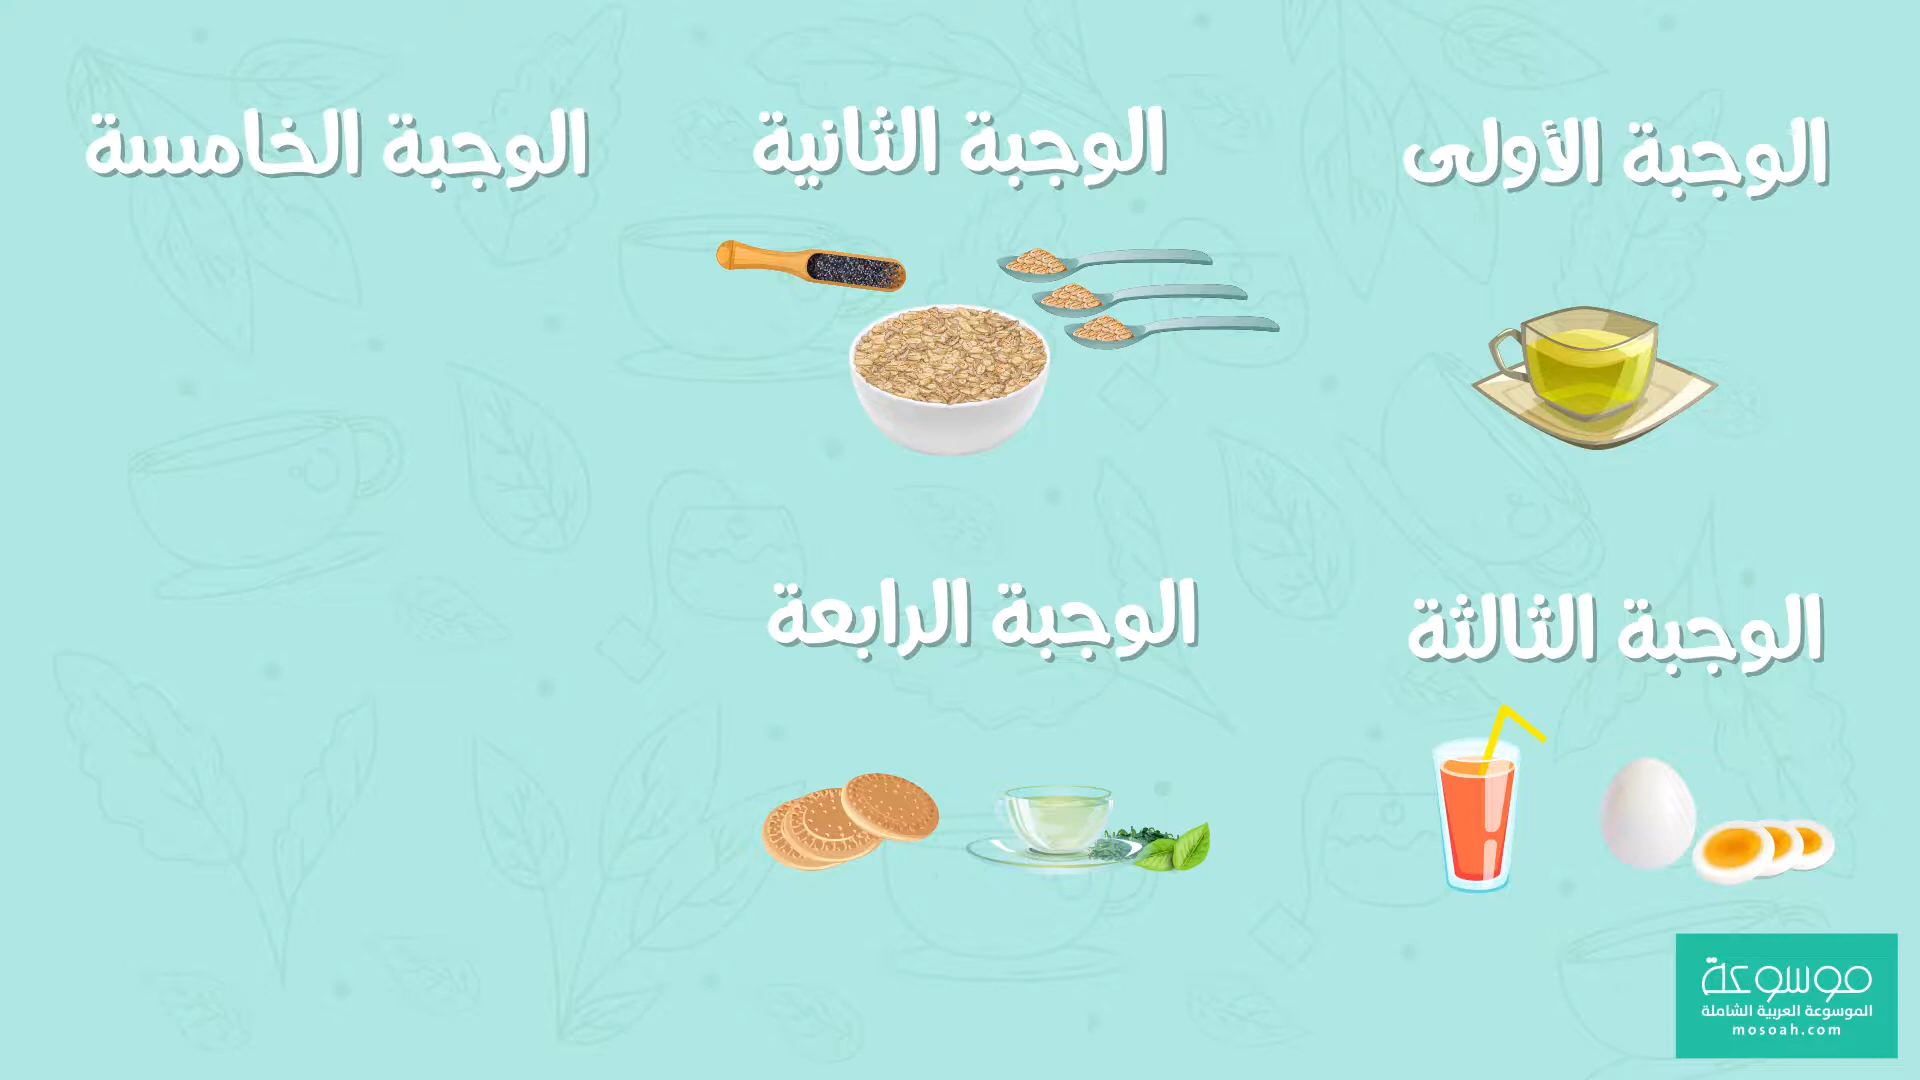 الوجبة الأولى
الوجبة الثانية
الوجبة الخامسة
الوجبة الثالثة
الوجبة الرابعة
موسوعة
الموسوعة العربية الشاملة
mosoah.com